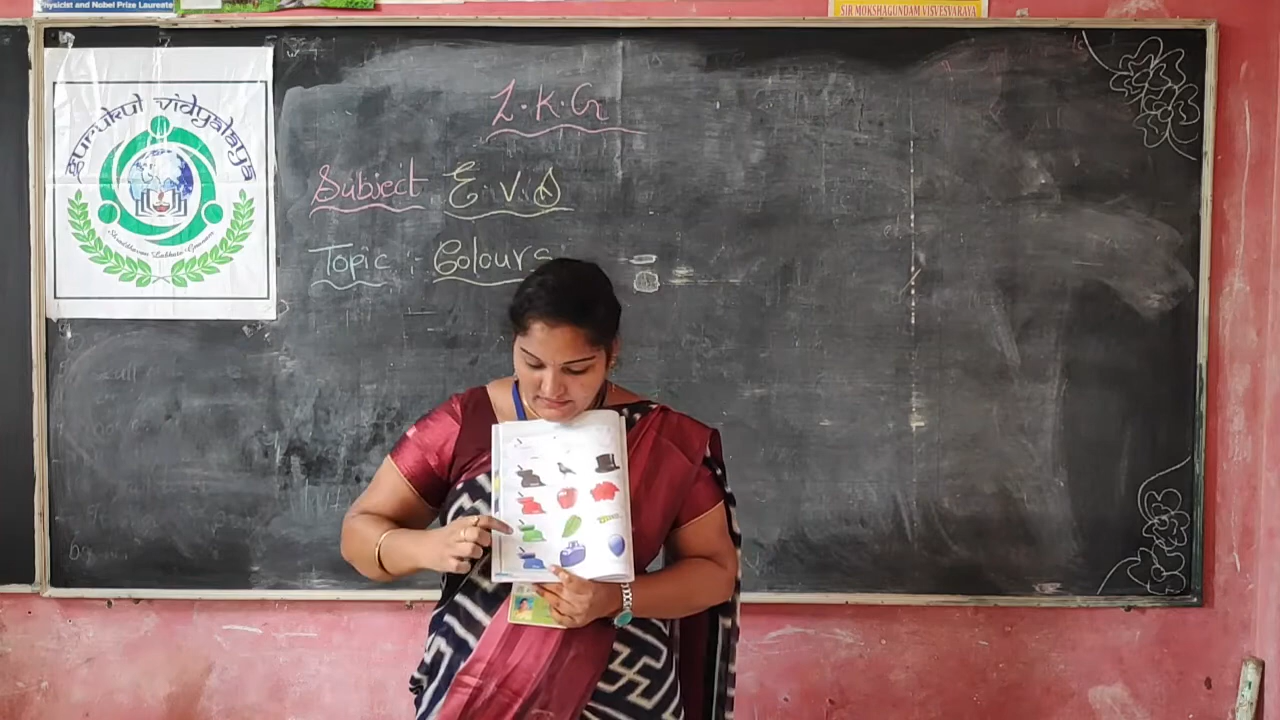 Physicist and Nobel Prize Laureate
SIR MOKSHAGUNDAM VISVESVARAYA
gurukul vidyalaya
L.K.G
Subject E.V.S
Topic :- Colours